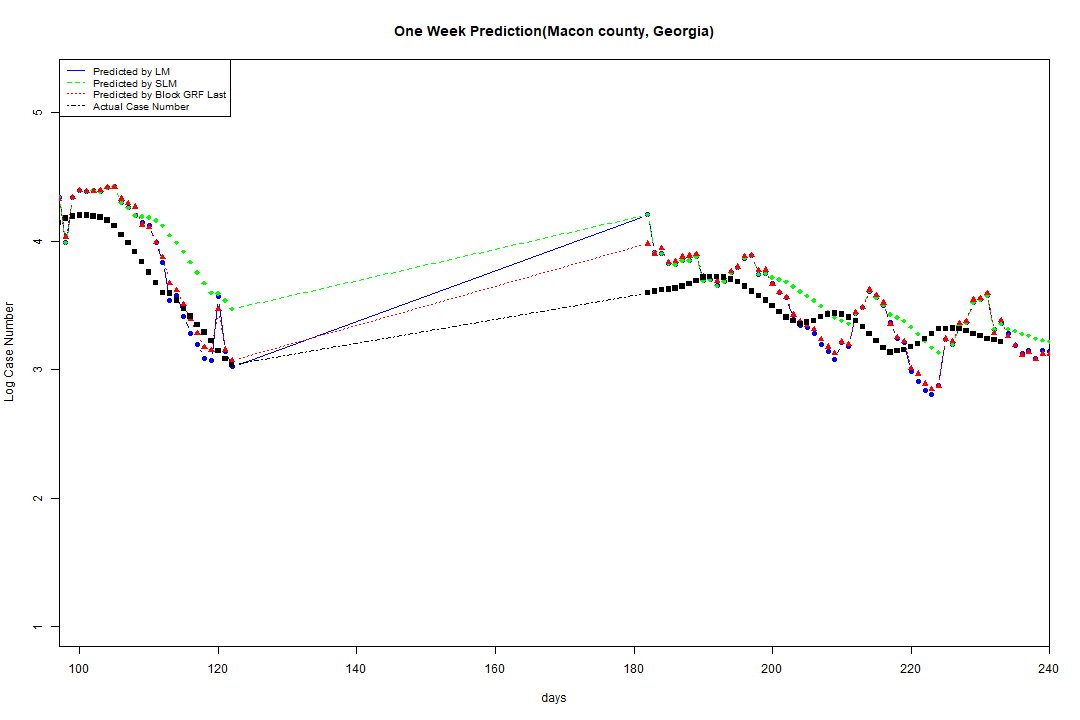 One Week Prediction(Macon county, Georgia)
Predicted by LM
Predicted by SLM
Predicted by Block GRF Last
Actual Case Number
5
4
3
2
1
Log Case Number
100 120 140 160 180 200 220 240
days